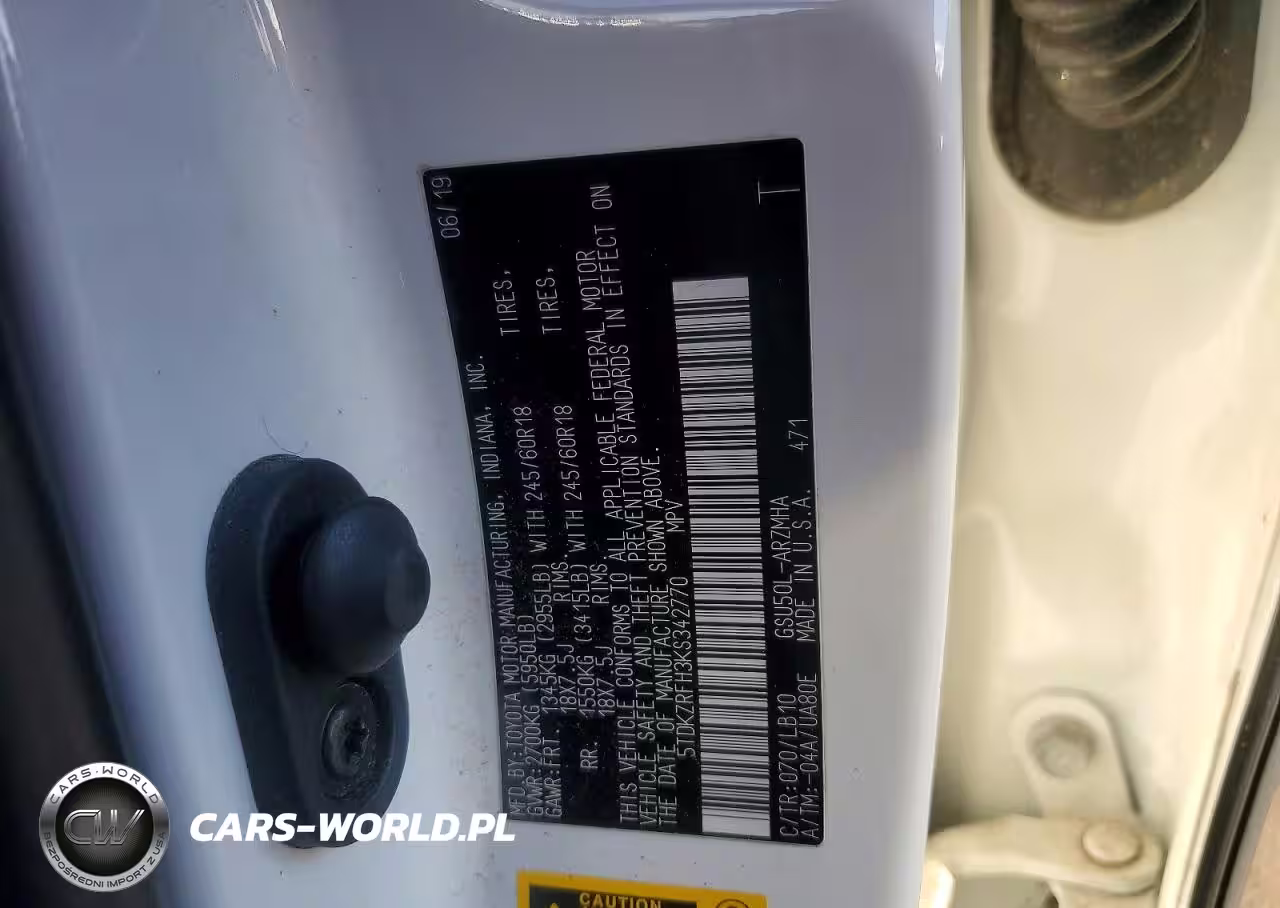 MFD.BY:TOYOTA MOTOR MANUFACTURING, INDIANA, INC. 06/19
GVWR:2700KG (5950LB)
GAWR:FRT. 1345KG (2955LB) WITH 245/60R18 TIRES,
18X7.5J RIMS.
RR. 1550KG (3415LB) WITH 245/60R18 TIRES,
18X7.5J RIMS.
THIS VEHICLE CONFORMS TO ALL APPLICABLE FEDERAL MOTOR
VEHICLE SAFETY AND THEFT PREVENTION STANDARDS IN EFFECT ON
THE DATE OF MANUFACTURE SHOWN ABOVE.
5TDKZRFH3KS342770 MPV
T
C/TR:070/LB10 GSU50L-ARZMHA 471
A/TM:-04A/UA80E MADE IN U.S.A.
CAUTION
CARS-WORLD
CW
BEZPOŚREDNI IMPORT Z USA
CARS-WORLD.PL